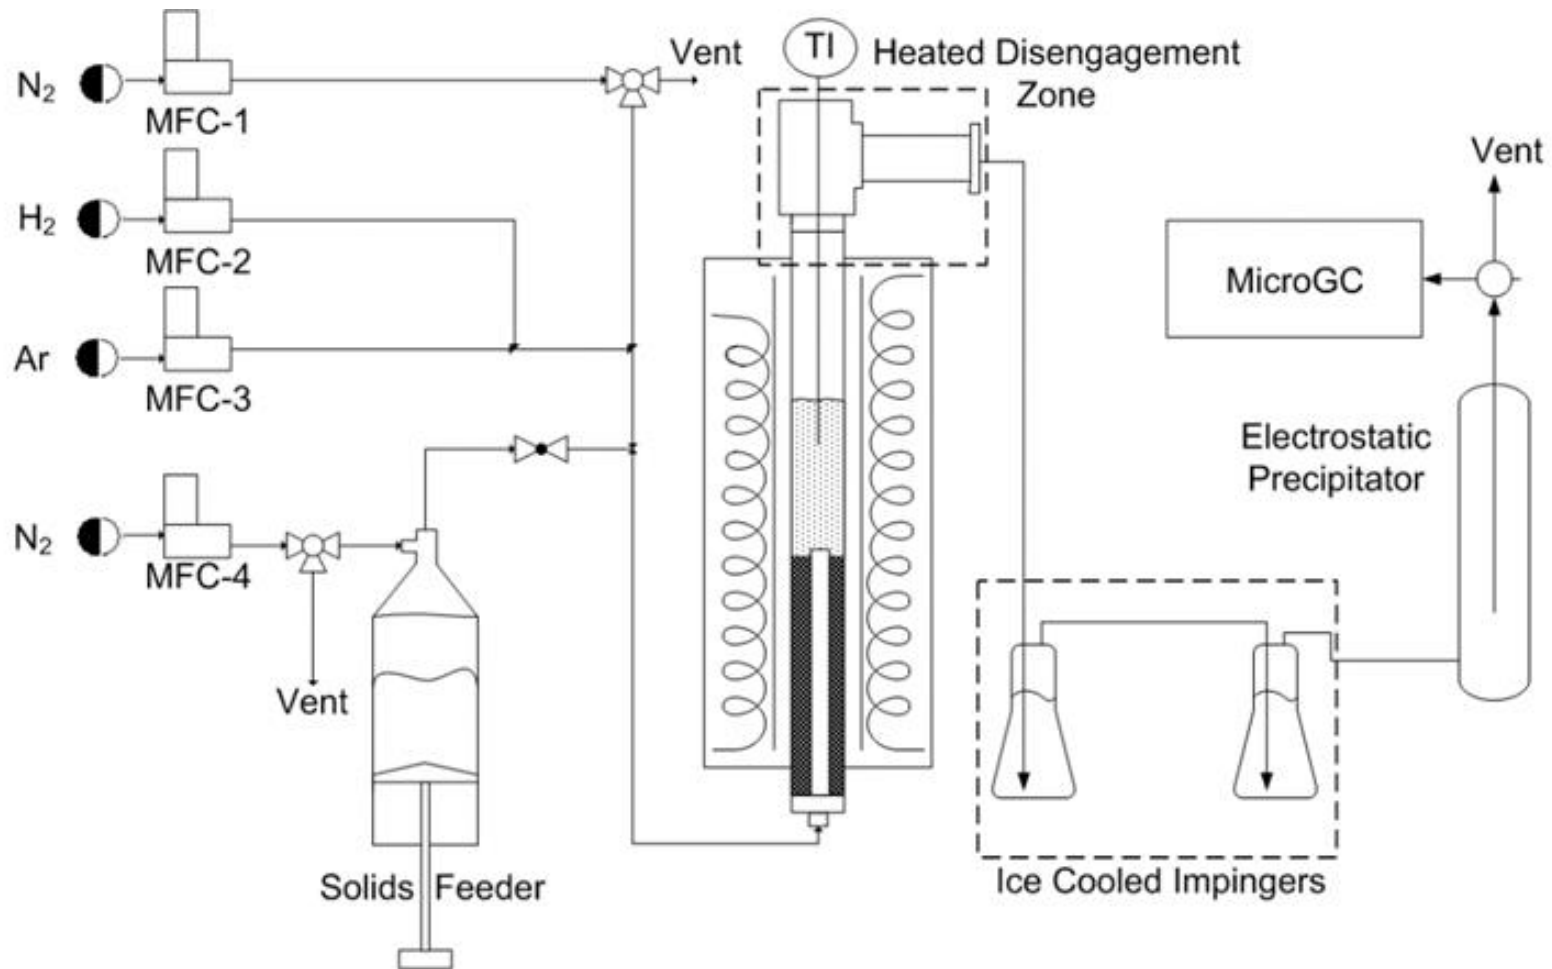 N₂
MFC-1
Vent
TI
Heated Disengagement
Zone
H₂
MFC-2
Ar
MFC-3
N₂
MFC-4
Vent
Solids Feeder
Vent
MicroGC
Electrostatic
Precipitator
Ice Cooled Impingers